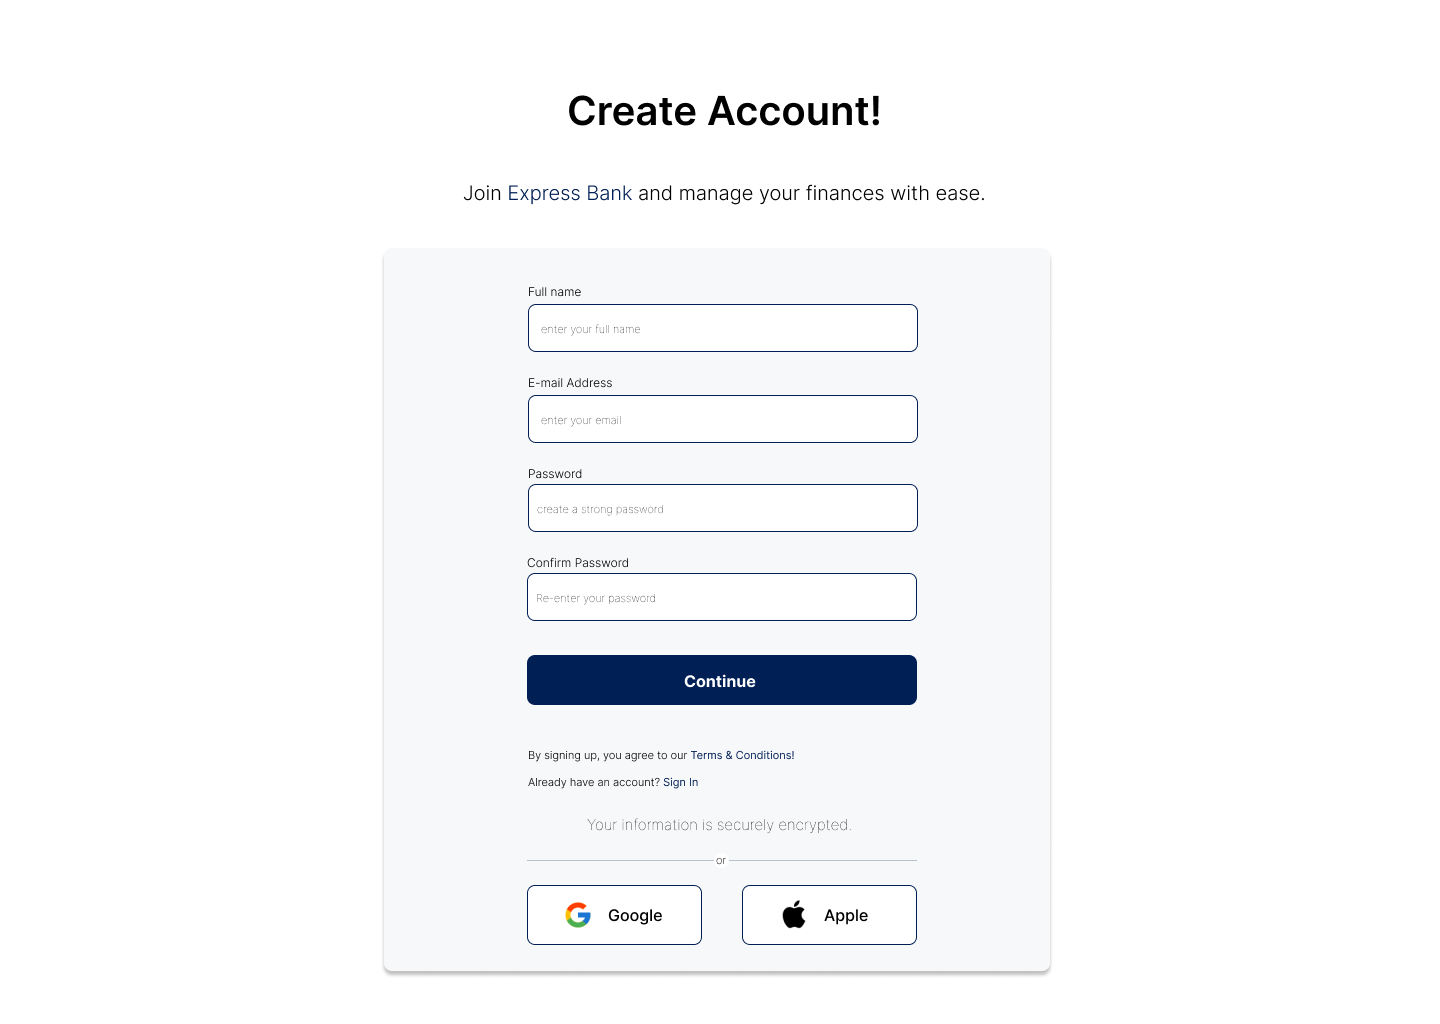 Create Account!
Join Express Bank and manage your finances with ease.
Full name
enter your full name
E-mail Address
enter your email
Password
create a strong password
Confirm Password
Re-enter your password
Continue
By signing up, you agree to our Terms & Conditions!
Already have an account? Sign In
Your information is securely encrypted.
or
Google
Apple